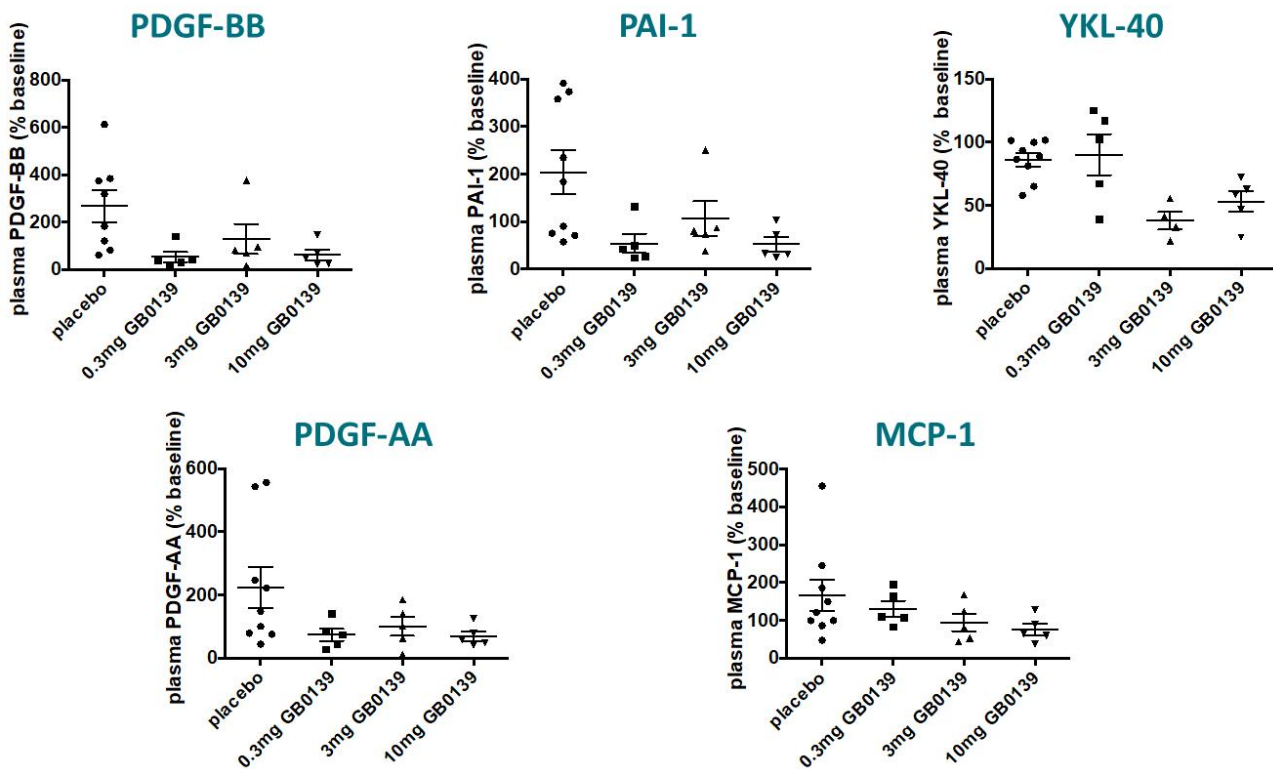 PDGF-BB
plasma PDGF-BB (% baseline)
800
600
400
200
0
placebo
0.3mg GB0139
3mg GB0139
10mg GB0139
PAI-1
plasma PAI-1 (% baseline)
400
300
200
100
0
placebo
0.3mg GB0139
3mg GB0139
10mg GB0139
YKL-40
plasma YKL-40 (% baseline)
150
100
50
0
placebo
0.3mg GB0139
3mg GB0139
10mg GB0139
PDGF-AA
plasma PDGF-AA (% baseline)
600
400
200
0
placebo
0.3mg GB0139
3mg GB0139
10mg GB0139
MCP-1
plasma MCP-1 (% baseline)
500
400
300
200
100
0
placebo
0.3mg GB0139
3mg GB0139
10mg GB0139